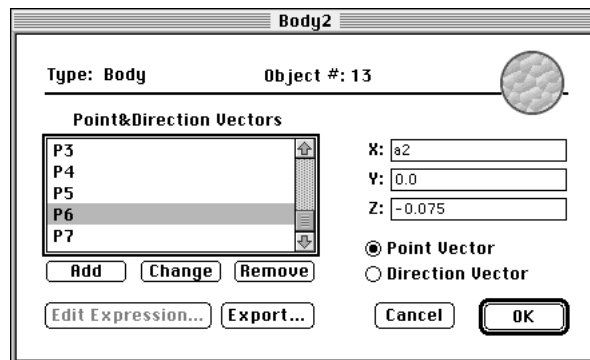 Body2
Type: Body Object #: 13
Point&Direction Vectors
P3
P4
P5
P6
P7
X: a2
Y: 0.0
Z: -0.075
Point Vector
Direction Vector
Add Change Remove
Edit Expression... Export... Cancel OK